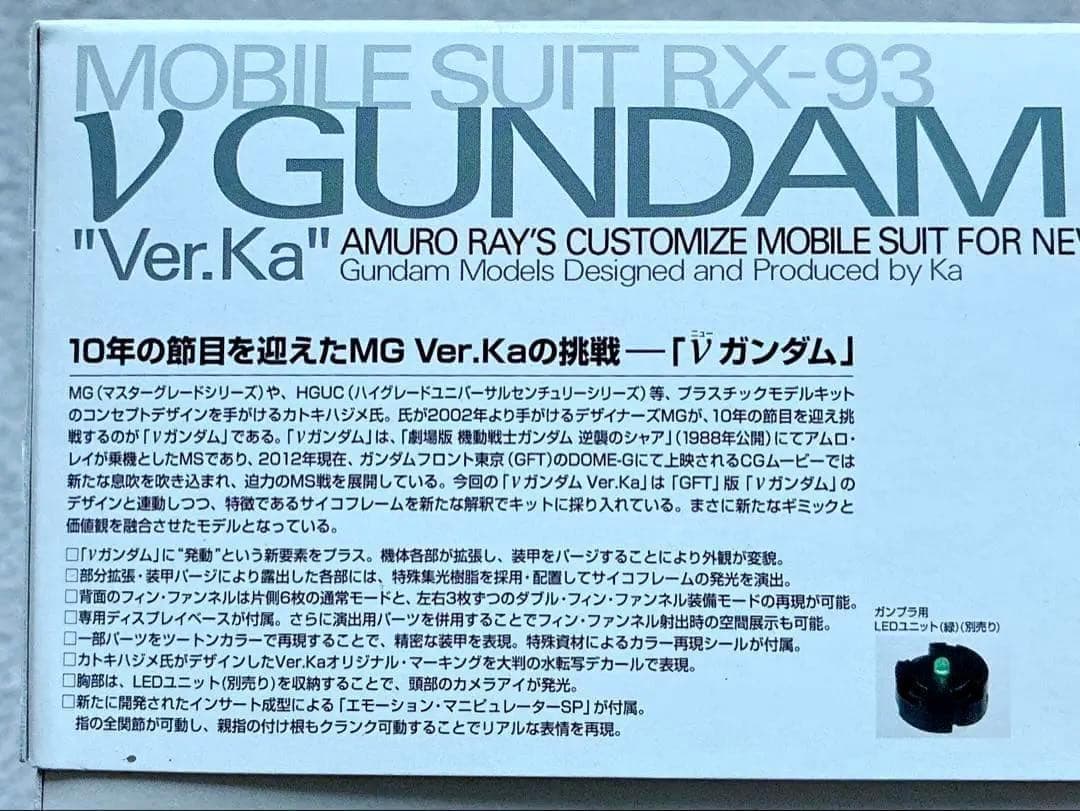 MOBILE SUIT RX-93
ν GUNDAM
"Ver.Ka" AMURO RAY'S CUSTOMIZE MOBILE SUIT FOR
Gundam Models Designed and Produced by Ka
ニュー
10年の節目を迎えたMG Ver.Kaの挑戦―「νガンダム」
MG(マスターグレードシリーズ)や、HGUC(ハイグレードユニバーサルセンチュリーシリーズ)等、プラスチックモデルキット
のコンセプトデザインを手がけるカトキハジメ氏。氏が2002年より手がけるデザイナーズMGが、10年の節目を迎え挑
戦するのが「νガンダム」である。「νガンダム」は、「劇場版 機動戦士ガンダム 逆襲のシャア」(1988年公開)にてアムロ・
レイが乗機としたMSであり、2012年現在、ガンダムフロント東京(GFT)のDOME-Gにて上映されるCGムービーでは
新たな息吹を吹き込まれ、迫力のMS戦を展開している。今回の「νガンダム Ver.Ka」は「GFT」版「νガンダム」の
デザインと連動しつつ、特徴であるサイコフレームを新たな解釈でキットに採り入れている。まさに新たなギミックと
価値観を融合させたモデルとなっている。
□「νガンダム」に“発動”という新要素をプラス。機体各部が拡張し、装甲をパージすることにより外観が変貌。
□部分拡張・装甲パージにより露出した各部には、特殊集光樹脂を採用・配置してサイコフレームの発光を演出。
□背面のフィン・ファンネルは片側6枚の通常モードと、左右3枚ずつのダブル・フィン・ファンネル装備モードの再現が可能。
□専用ディスプレイベースが付属。さらに演出用パーツを併用することでフィン・ファンネル射出時の空間展示も可能。
□一部パーツをツートンカラーで再現することで、精密な装甲を表現。特殊資材によるカラー再現シールが付属。
□カトキハジメ氏がデザインしたVer.Kaオリジナル・マーキングを大判の水転写デカールで表現。
□胸部は、LEDユニット(別売り)を収納することで、頭部のカメラアイが発光。
□新たに開発されたインサート成型による「エモーション・マニピュレーターSP」が付属。
指の全関節が可動し、親指の付け根もクランク可動することでリアルな表情を再現。
ガンプラ用
LEDユニット(緑)(別売り)